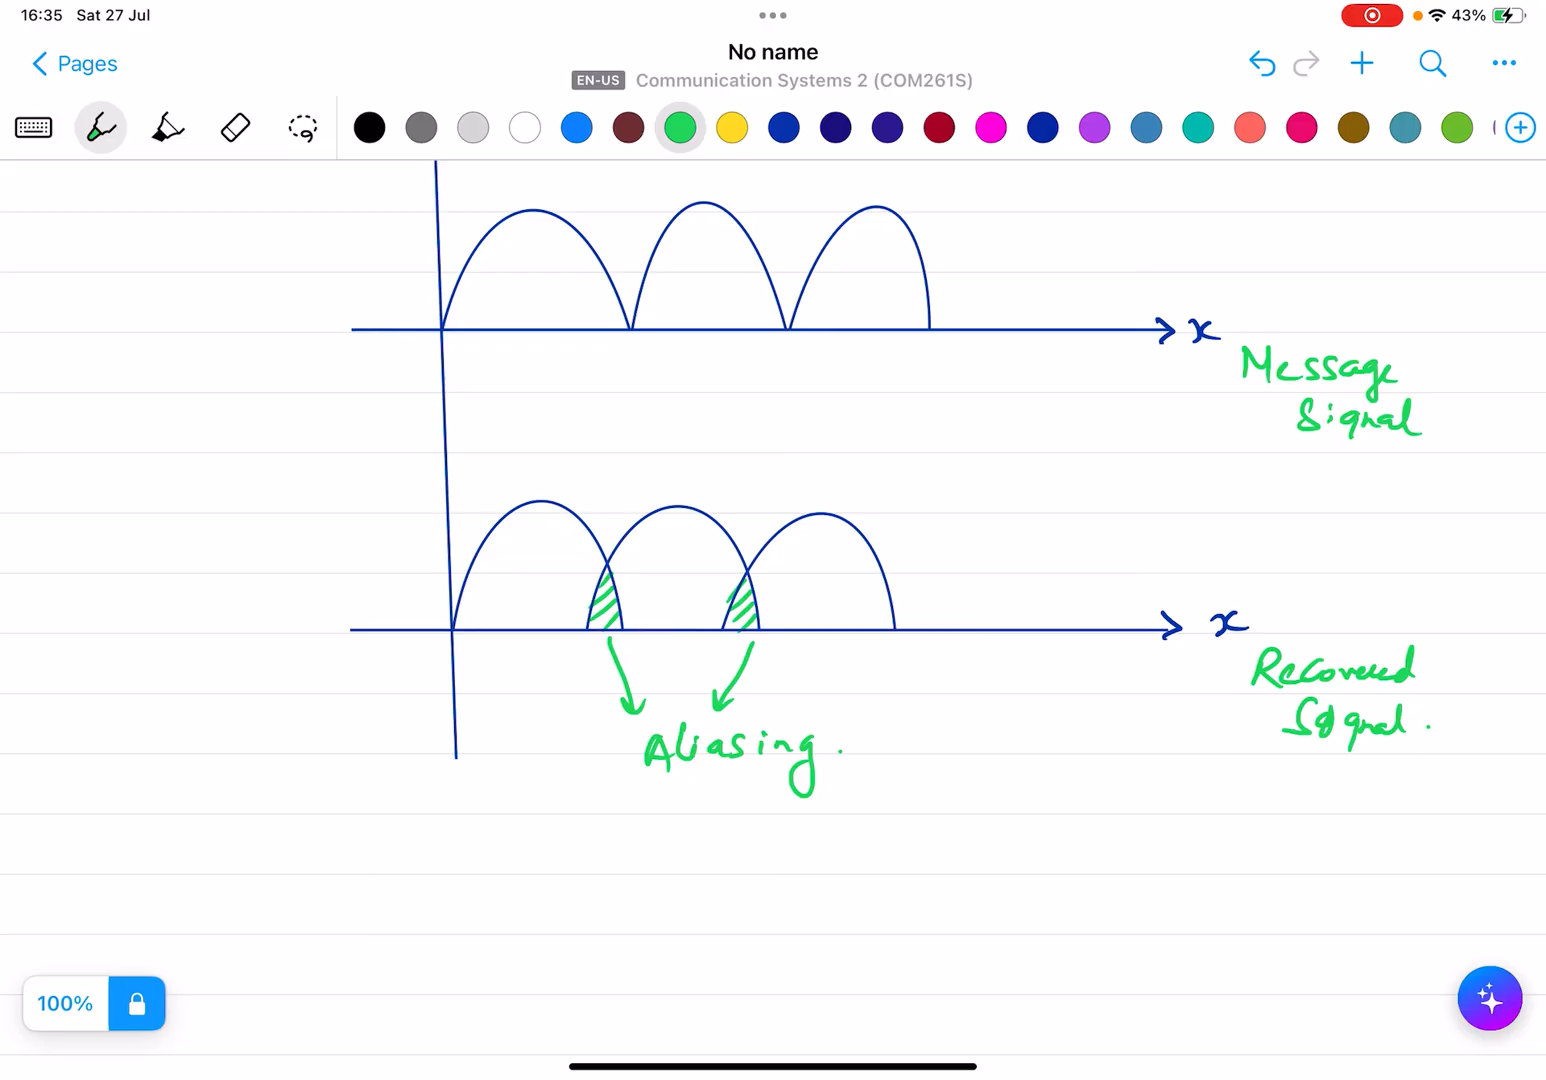 16:35 Sat 27 Jul
43%
Pages
No name
EN-US Communication Systems 2 (COM261S)
x
Message
Signal
x
Recovered
Signal.
Aliasing.
100%